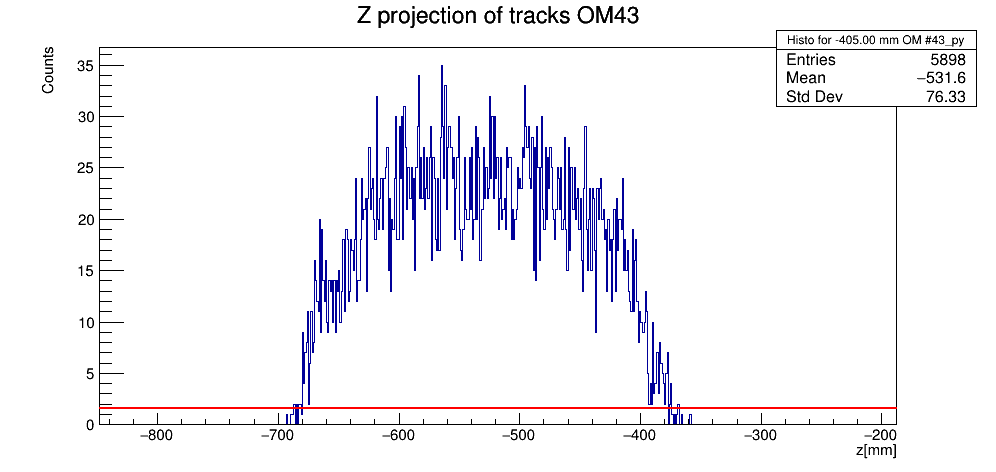 Z projection of tracks OM43
Histo for -405.00 mm OM #43_py
Entries 5898
Mean −531.6
Std Dev 76.33
Counts
35
30
25
20
15
10
5
0
−800 −700 −600 −500 −400 −300 −200
z[mm]